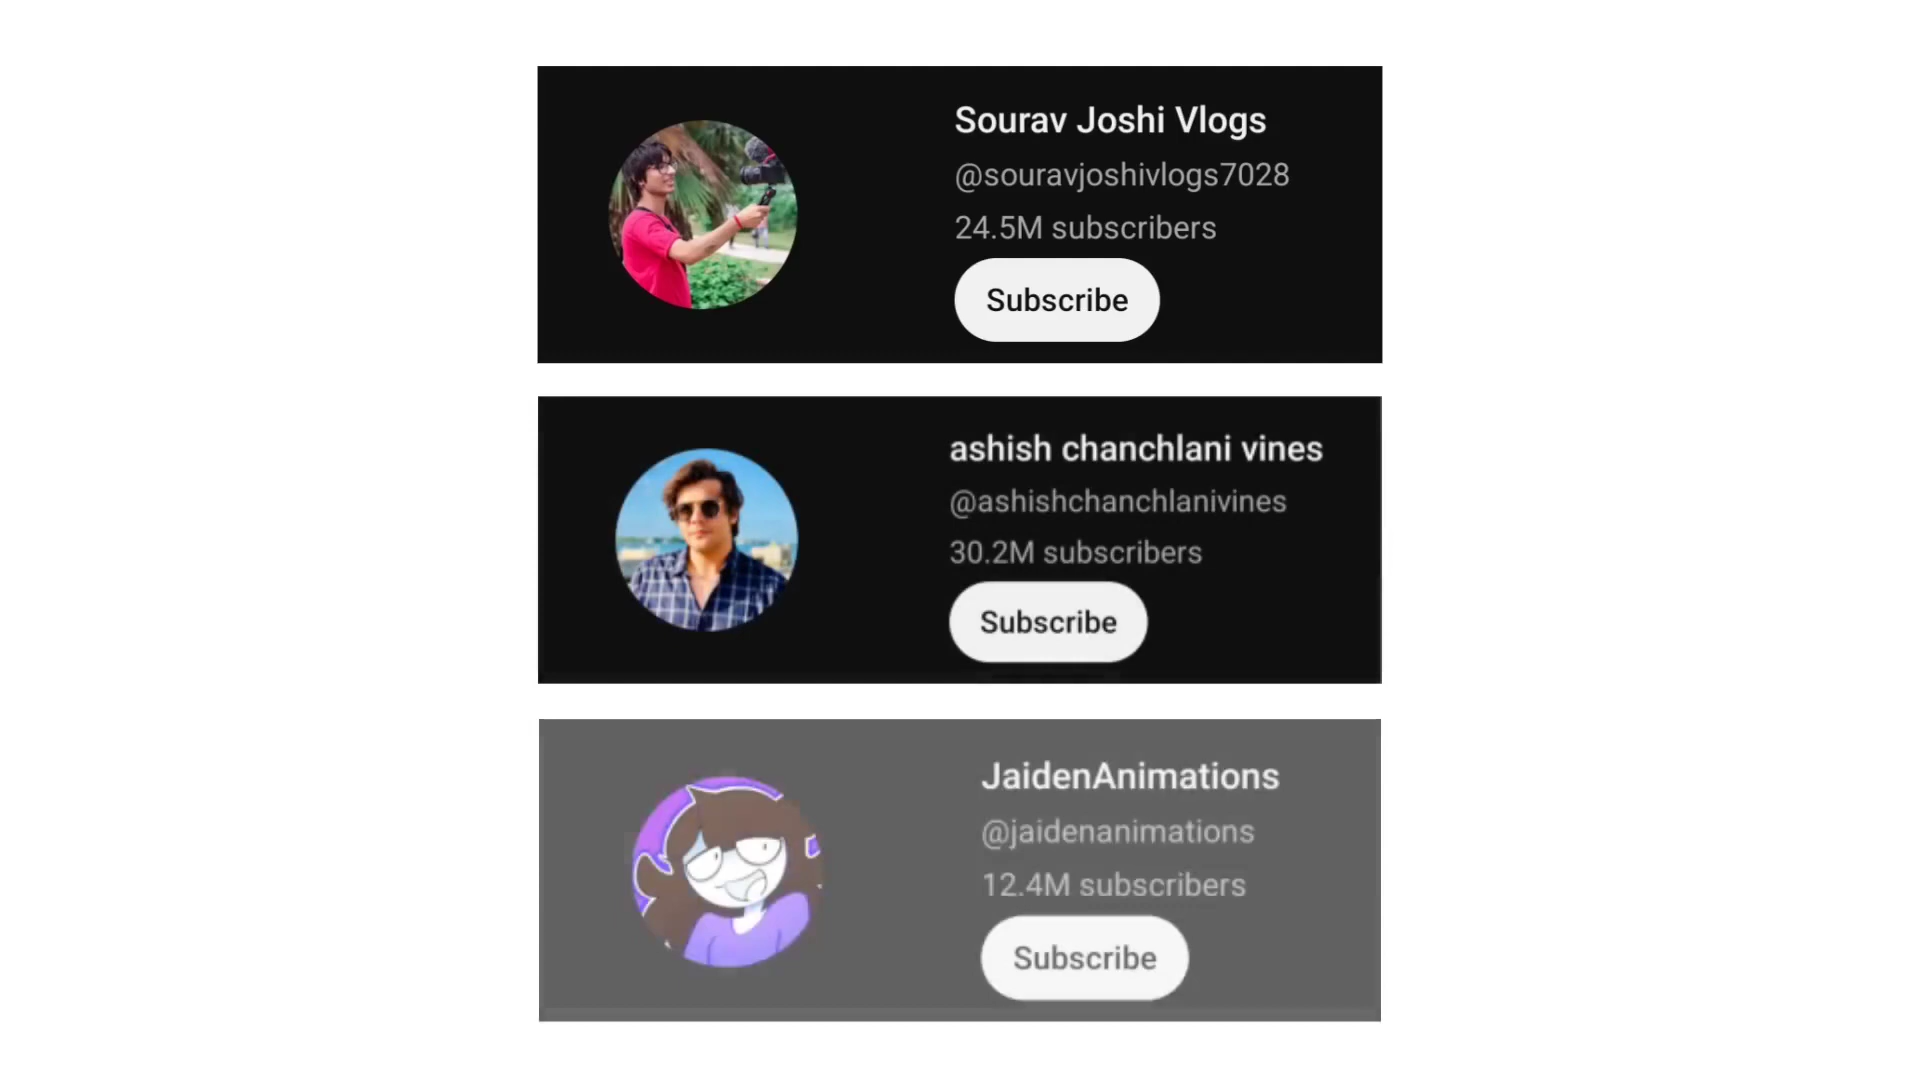 Sourav Joshi Vlogs
@souravjoshivlogs7028
24.5M subscribers
Subscribe
ashish chanchlani vines
@ashishchanchlanivines
30.2M subscribers
Subscribe
JaidenAnimations
@jaidenanimations
12.4M subscribers
Subscribe